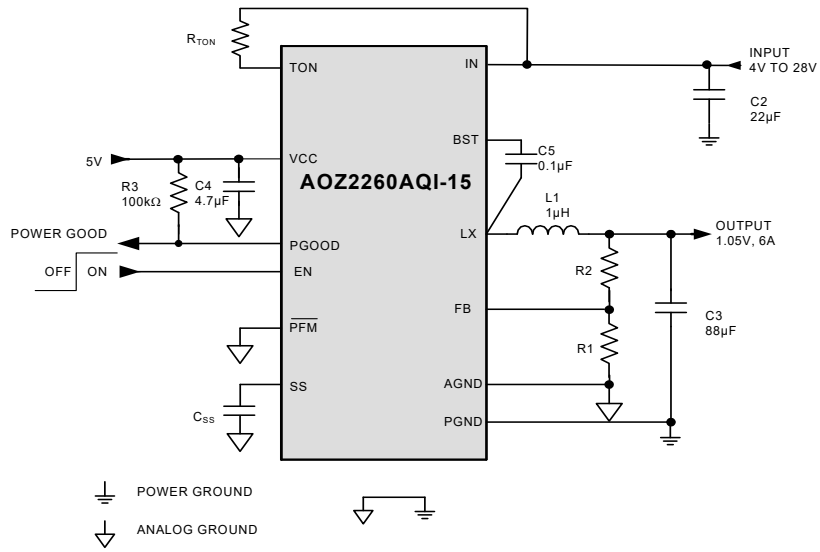 R_TON
TON
IN
INPUT
4V TO 28V
C2
22µF
BST
C5
0.1µF
5V
VCC
AOZ2260AQI-15
R3
100kΩ
C4
4.7µF
L1
1µH
LX
OUTPUT
1.05V, 6A
POWER GOOD
PGOOD
R2
OFF
ON
EN
FB
C3
88µF
PFM
R1
SS
AGND
C_SS
PGND
POWER GROUND
ANALOG GROUND